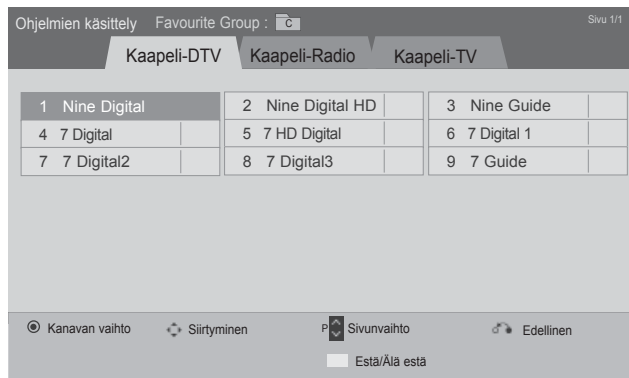 Ohjelmien käsittely Favourite Group : C Sivu 1/1
Kaapeli-DTV Kaapeli-Radio Kaapeli-TV
1 Nine Digital 2 Nine Digital HD 3 Nine Guide
4 7 Digital 5 7 HD Digital 6 7 Digital 1
7 7 Digital2 8 7 Digital3 9 7 Guide
Kanavan vaihto Siirtyminen P Sivunvaihto Edellinen
Estä/Älä estä